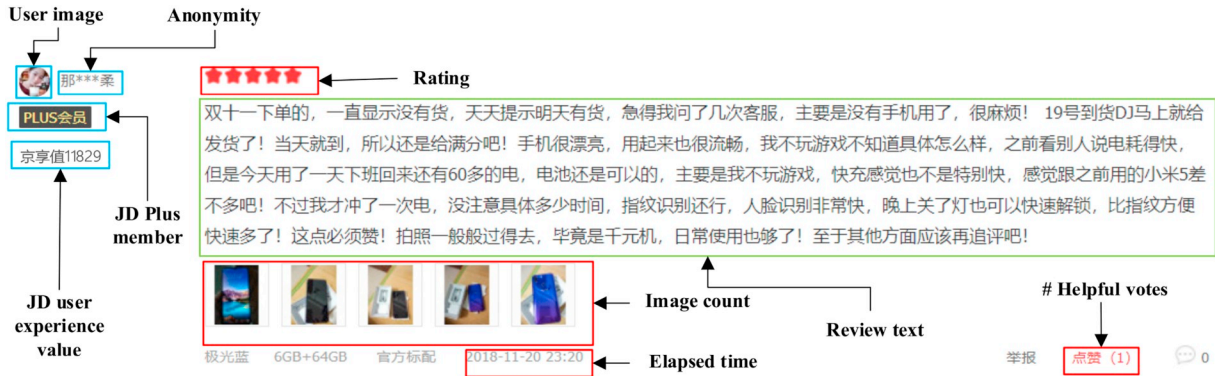 User image
Anonymity
那***柔
Rating
PLUS会员
京享值11829
双十一下单的，一直显示没有货，天天提示明天有货，急得我问了几次客服，主要是没有手机用了，很麻烦！ 19号到货DJ马上就给
发货了！当天就到，所以还是给满分吧！手机很漂亮，用起来也很流畅，我不玩游戏不知道具体怎么样，之前看别人说电耗得快，
但是今天用了一天下班回来还有60多的电，电池还是可以的，主要是我不玩游戏，快充感觉也不是特别快，感觉跟之前用的小米5差
不多吧！不过我才冲了一次电，没注意具体多少时间，指纹识别还行，人脸识别非常快，晚上关了灯也可以快速解锁，比指纹方便
快速多了！这点必须赞！拍照一般般过得去，毕竟是千元机，日常使用也够了！至于其他方面应该再追评吧！
JD Plus
member
JD user
experience
value
Image count
Review text
# Helpful votes
极光蓝 6GB+64GB 官方标配 2018-11-20 23:20
Elapsed time
举报 点赞（1） 0